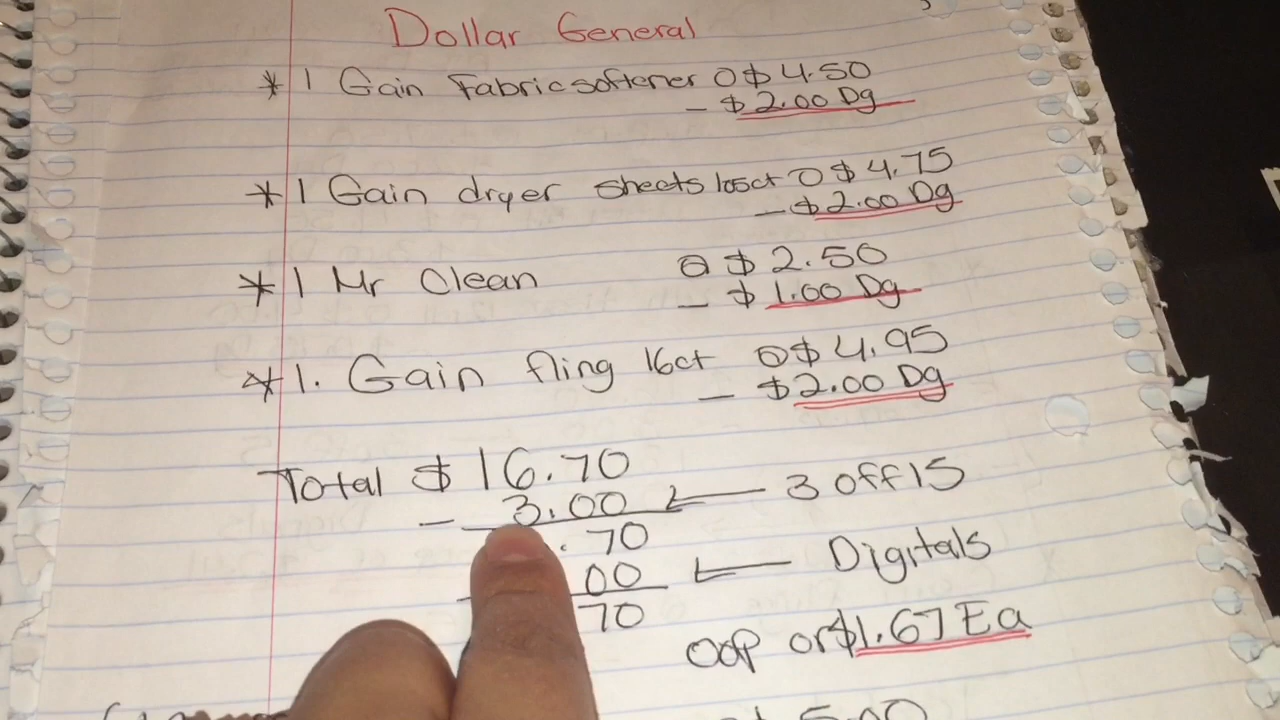 Dollar General
* 1 Gain Fabric softener @ $4.50
- $2.00 Dg
* 1 Gain dryer sheets 105ct @ $4.75
- $2.00 Dg
* 1 Mr Clean @ $2.50
- $1.00 Dg
* 1. Gain fling 16ct @ $4.95
- $2.00 Dg
Total $16.70
- 3.00 ← 3 off 15
.70
00 ← Digitals
70
OOP or $1.67 Ea